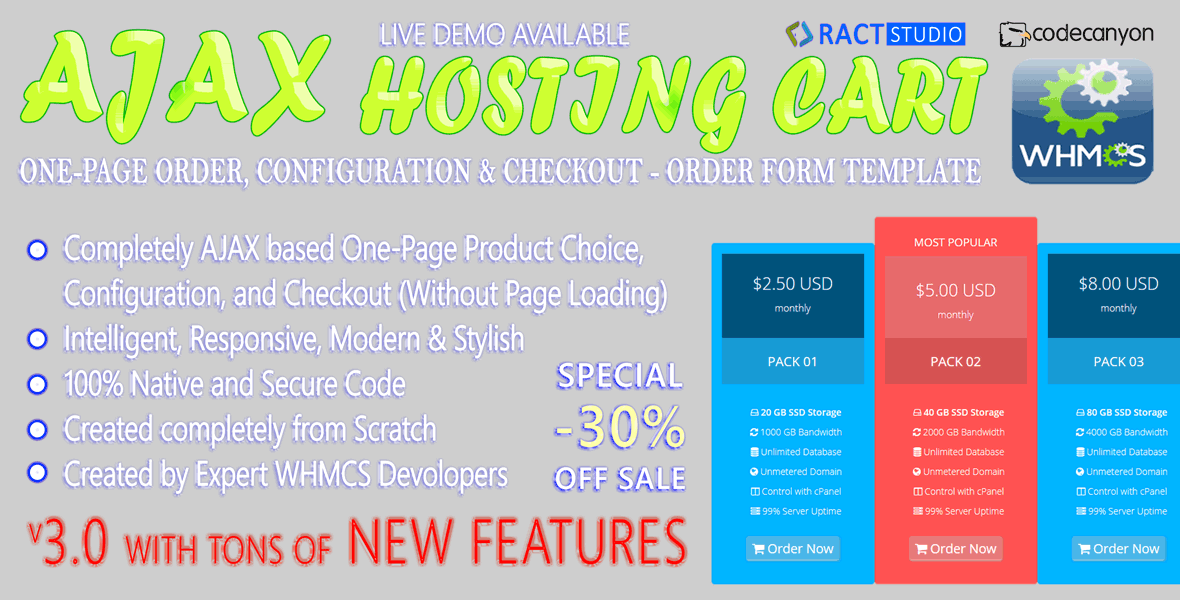 LIVE DEMO AVAILABLE
RACT STUDIO
codecanyon
AJAX HOSTING CART
WHMCS
ONE-PAGE ORDER, CONFIGURATION & CHECKOUT - ORDER FORM TEMPLATE
Completely AJAX based One-Page Product Choice,
Configuration, and Checkout (Without Page Loading)
Intelligent, Responsive, Modern & Stylish
100% Native and Secure Code
Created completely from Scratch
Created by Expert WHMCS Devolopers
SPECIAL
-30%
OFF SALE
v3.0 WITH TONS OF NEW FEATURES
$2.50 USD
monthly
PACK 01
20 GB SSD Storage
1000 GB Bandwidth
Unlimited Database
Unmetered Domain
Control with cPanel
99% Server Uptime
Order Now
MOST POPULAR
$5.00 USD
monthly
PACK 02
40 GB SSD Storage
2000 GB Bandwidth
Unlimited Database
Unmetered Domain
Control with cPanel
99% Server Uptime
Order Now
$8.00 USD
monthly
PACK 03
80 GB SSD Storage
4000 GB Bandwidth
Unlimited Database
Unmetered Domain
Control with cPanel
99% Server Uptime
Order Now